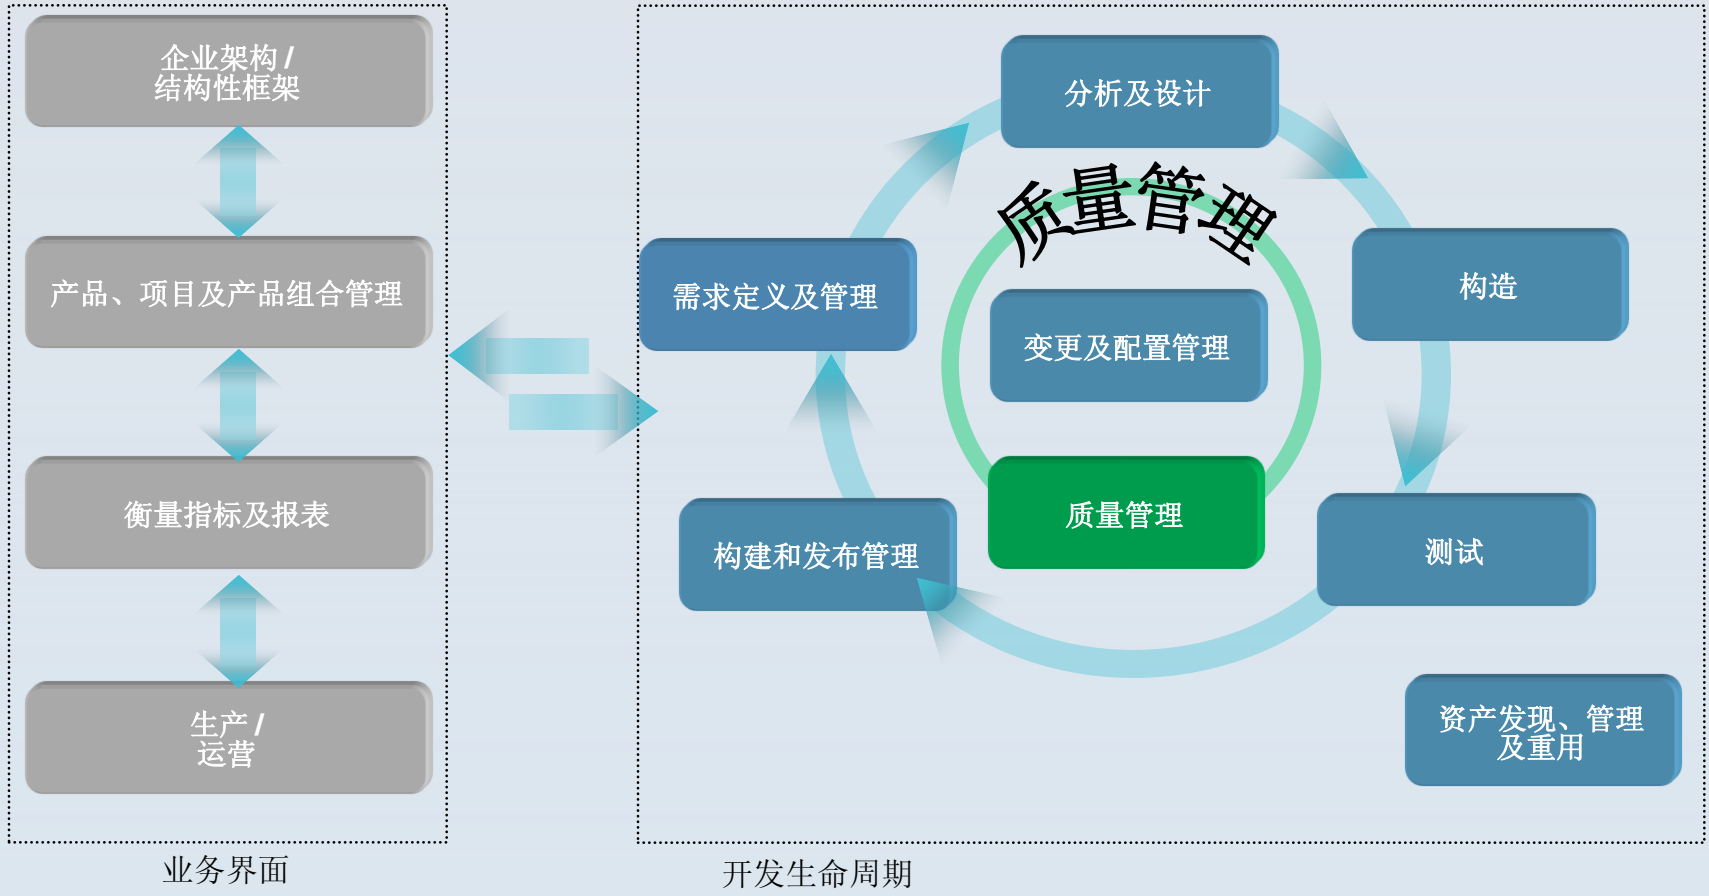 企业架构 /
结构性框架
产品、项目及产品组合管理
衡量指标及报表
生产 /
运营
业务界面
分析及设计
质量管理
构造
需求定义及管理
变更及配置管理
质量管理
测试
构建和发布管理
资产发现、管理
及重用
开发生命周期